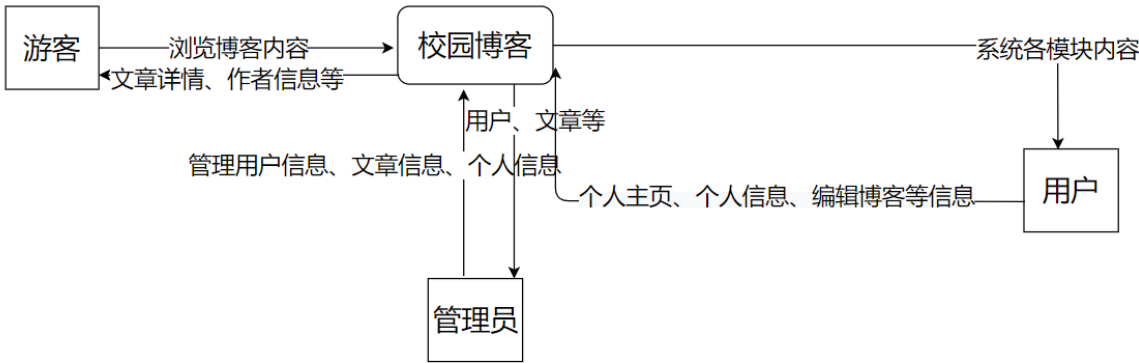 游客
浏览博客内容
校园博客
系统各模块内容
文章详情、作者信息等
用户、文章等
管理用户信息、文章信息、个人信息
个人主页、个人信息、编辑博客等信息
用户
管理员